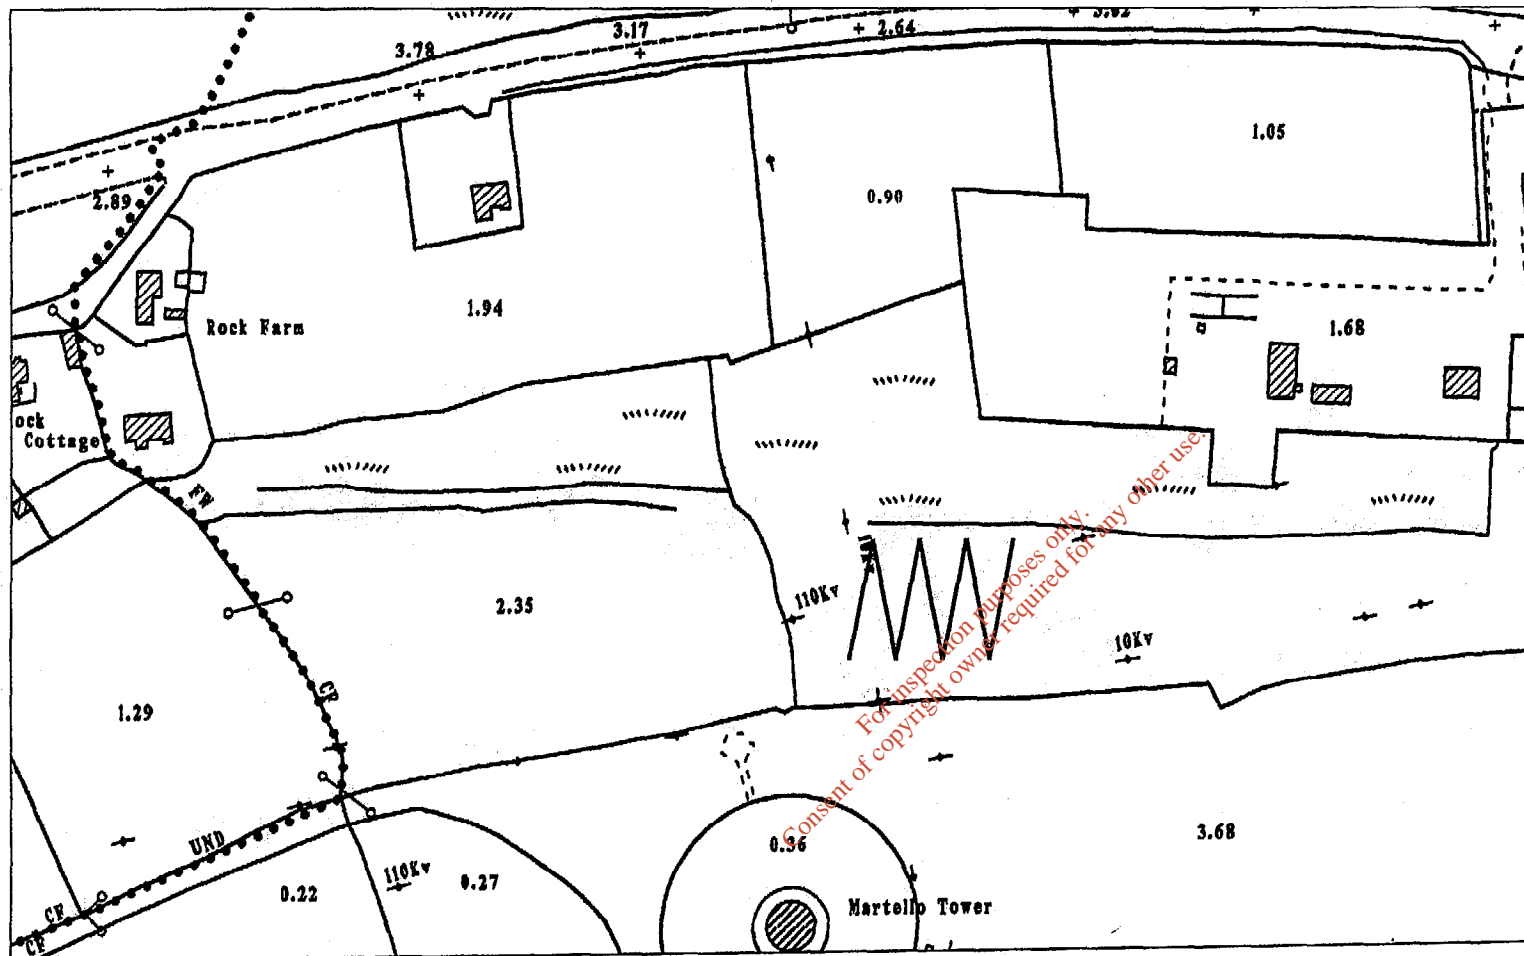 3.17
2.64
3.78
1.05
2.89
0.90
1.94
Rock Farm
1.68
ock
Cottage
FW
110Kv
2.35
10Kv
CF
1.29
For inspection purposes only.
Consent of copyright owner required for any other use.
3.68
UND
0.36
110Kv
0.27
0.22
Martello Tower
CF
CF